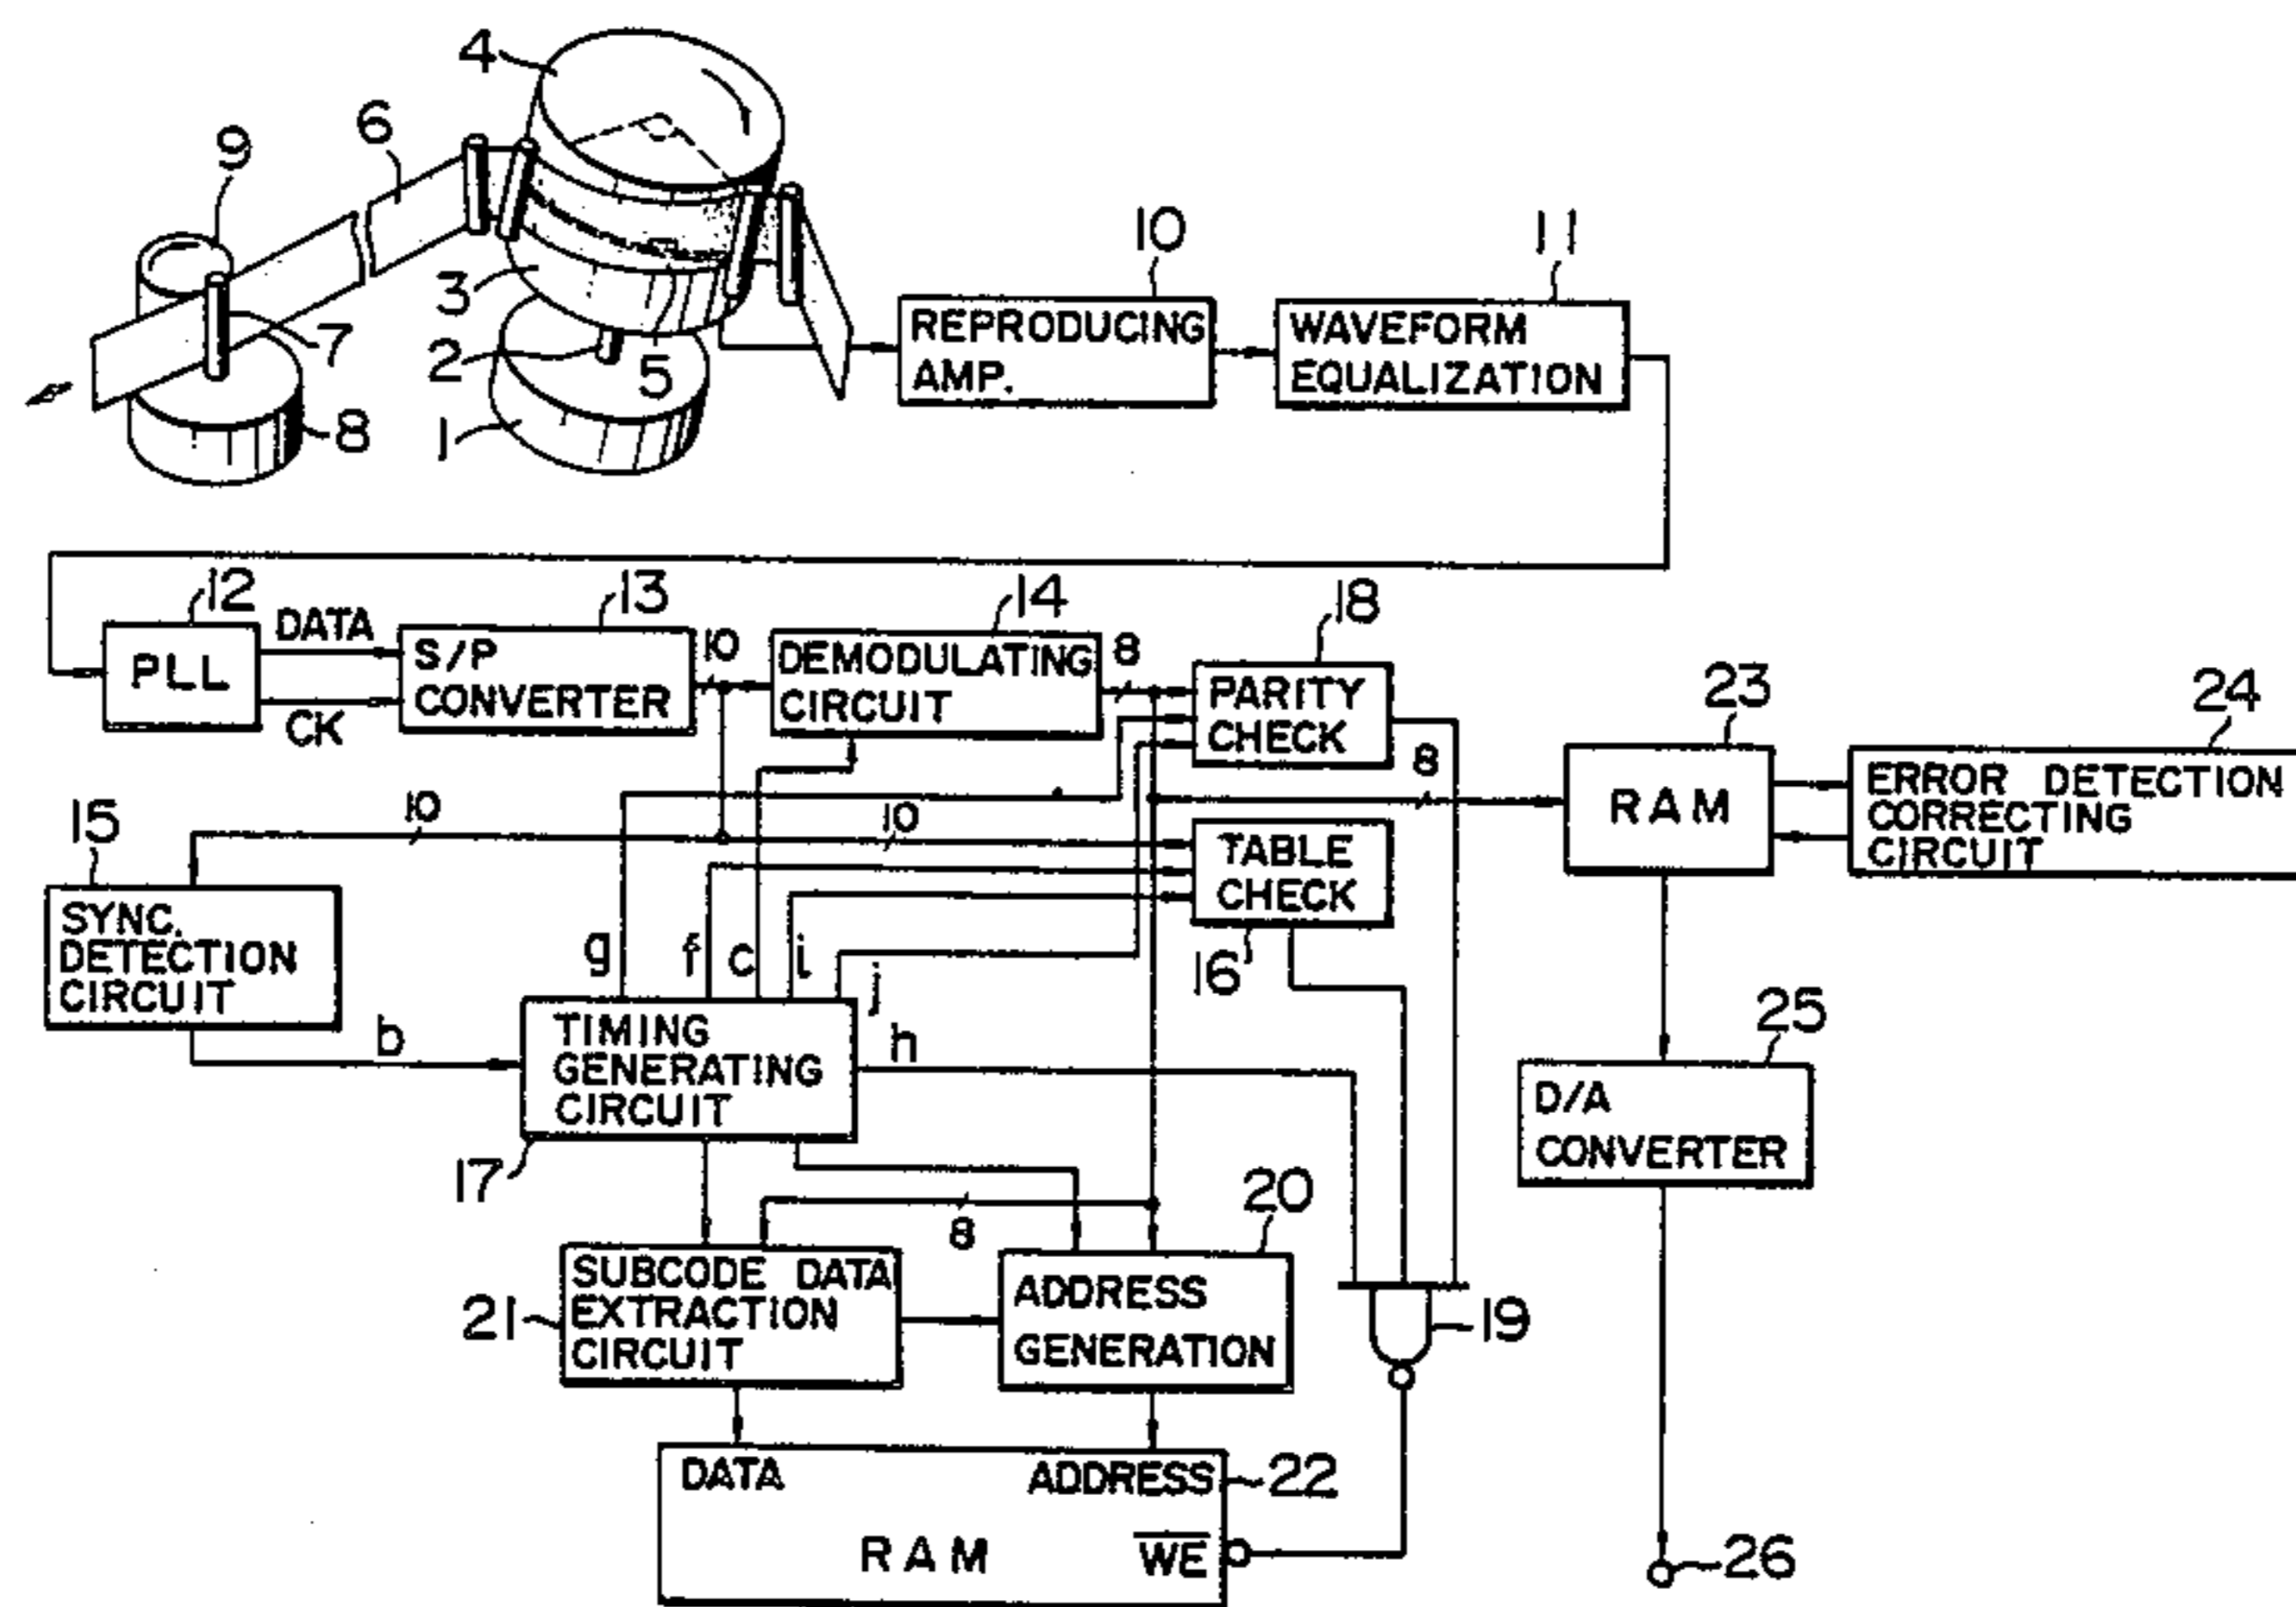 4
6
9
10
11
3
7
2
5
8
1
REPRODUCING
AMP.
WAVEFORM
EQUALIZATION
12
13
14
18
DATA
10
8
PLL
S/P
CONVERTER
DEMODULATING
CIRCUIT
PARITY
CHECK
CK
23
24
8
15
10
10
RAM
ERROR DETECTION
CORRECTING
CIRCUIT
TABLE
CHECK
SYNC.
DETECTION
CIRCUIT
g
f
c
i
j
16
b
h
25
TIMING
GENERATING
CIRCUIT
D/A
CONVERTER
17
20
8
SUBCODE DATA
EXTRACTION
CIRCUIT
21
ADDRESS
GENERATION
19
DATA
ADDRESS
22
RAM
W̅E̅
26